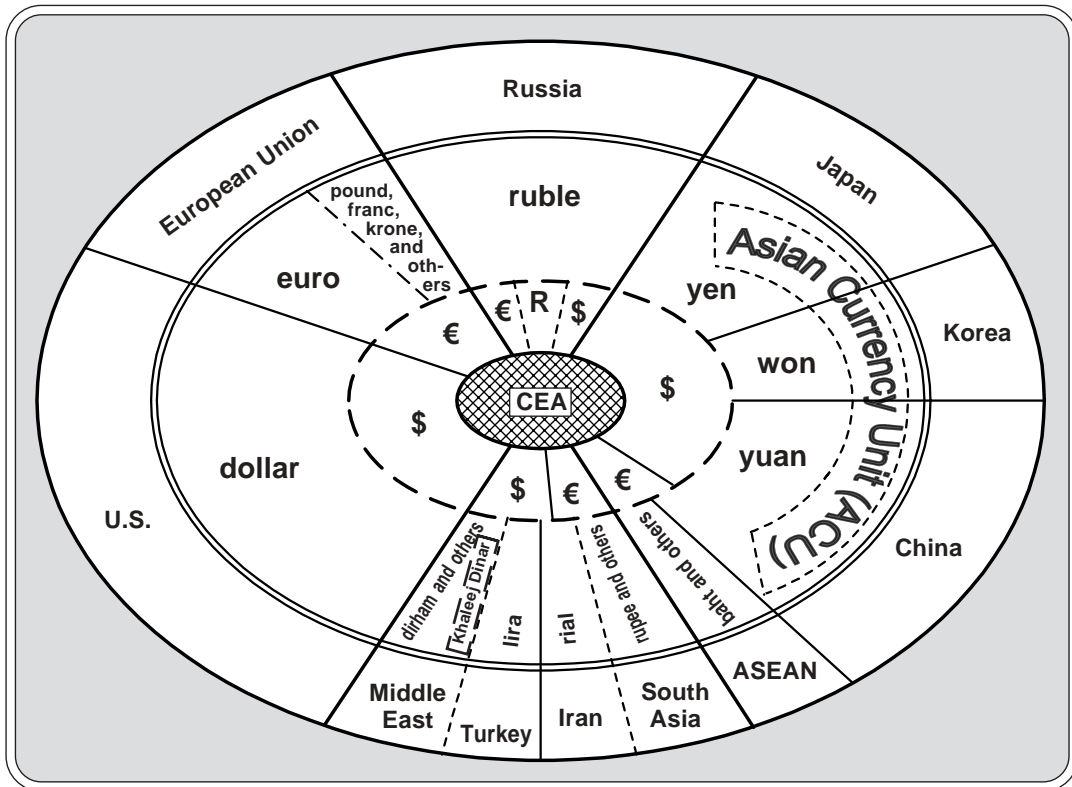 Russia
European Union
Japan
pound,
franc,
krone,
and
oth-
ers
ruble
Asian Currency Unit (ACU)
euro
yen
€
€
R
$
Korea
won
CEA
$
$
yuan
dollar
$
€
€
U.S.
China
dirham and others
Khaleej Dinar
lira
rial
rupee and others
baht and others
ASEAN
Middle
East
Turkey
Iran
South
Asia